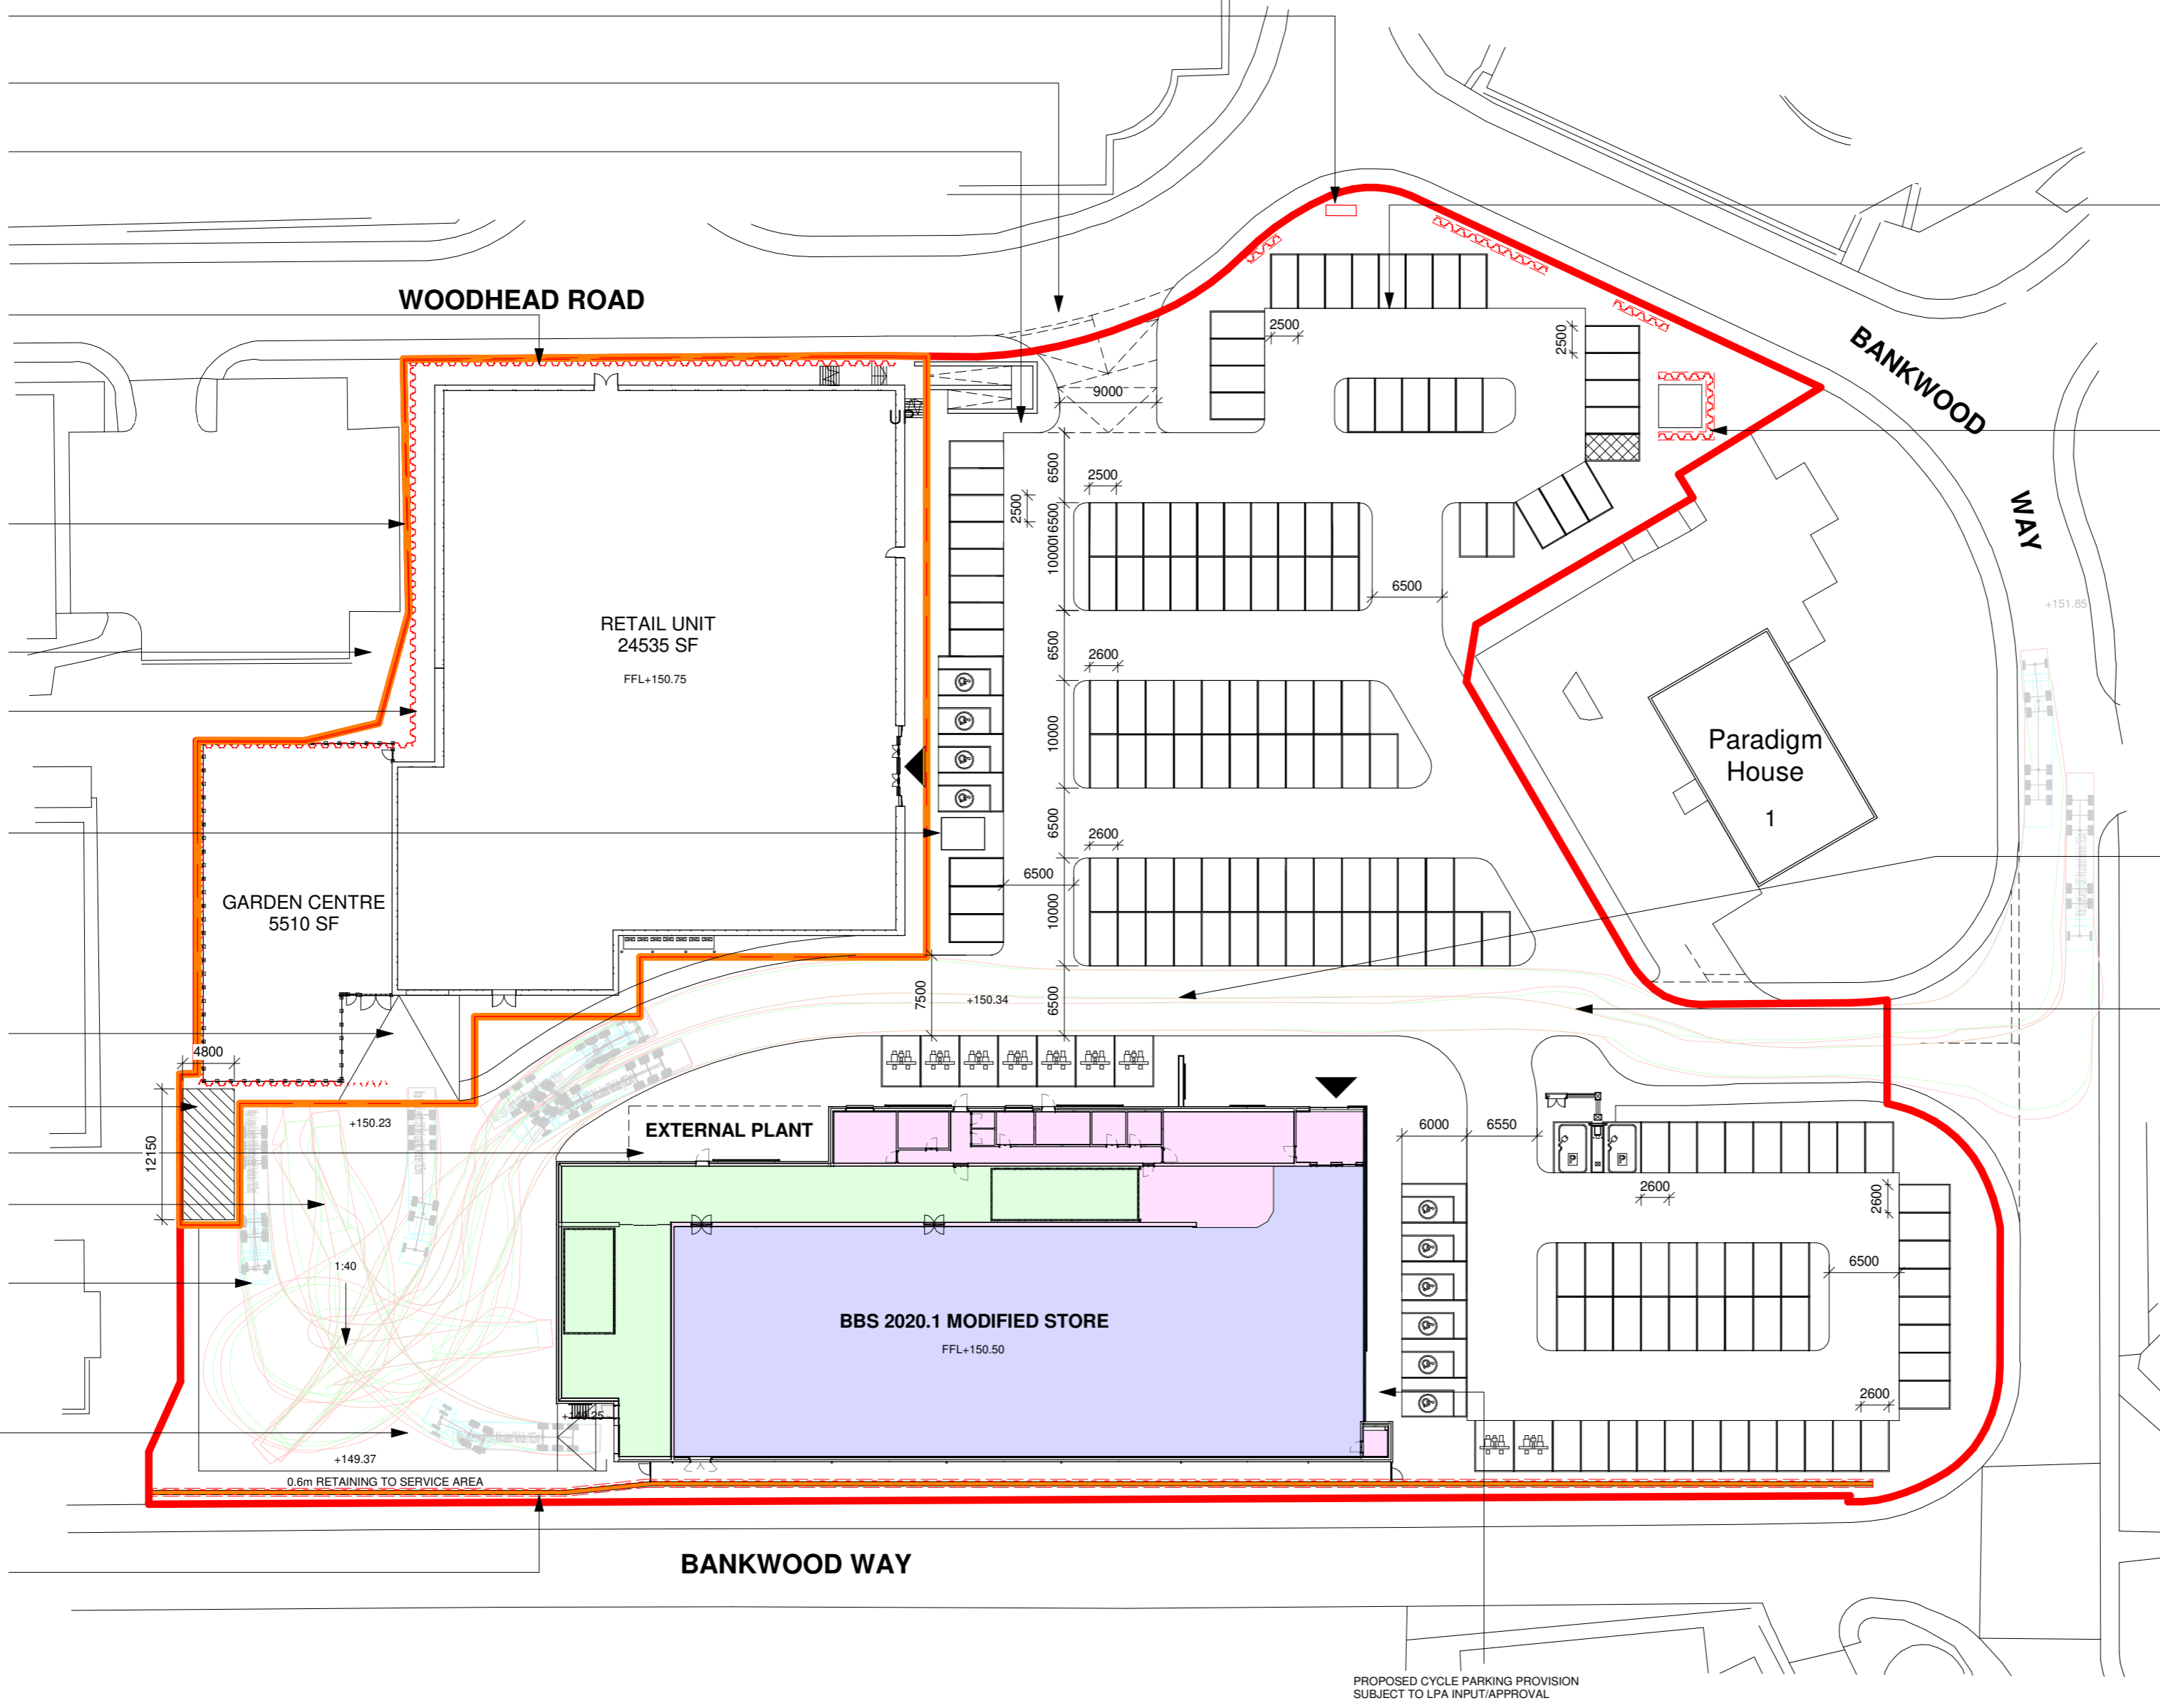 WOODHEAD ROAD
BANKWOOD
WAY
2500
2500
9000
UP
6500
2500
2500
6500
10000
6500
RETAIL UNIT
24535 SF
FFL+150.75
6500
2600
10000
+151.85
Paradigm
House
1
6500
2600
6500
10000
GARDEN CENTRE
5510 SF
7500
+150.34
6500
4800
12150
+150.23
EXTERNAL PLANT
6000
6550
P
P
2600
2600
6500
1:40
BBS 2020.1 MODIFIED STORE
FFL+150.50
2600
+149.25
+149.37
0.6m RETAINING TO SERVICE AREA
BANKWOOD WAY
PROPOSED CYCLE PARKING PROVISION
SUBJECT TO LPA INPUT/APPROVAL